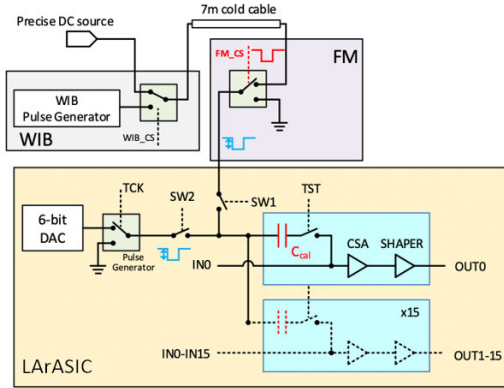 Precise DC source
7m cold cable
FM_CS
FM
WIB
Pulse Generator
WIB_CS
WIB
TCK
SW2
SW1
TST
6-bit
DAC
Pulse
Generator
Ccal
CSA
SHAPER
IN0
OUT0
x15
IN0-IN15
OUT1-15
LArASIC